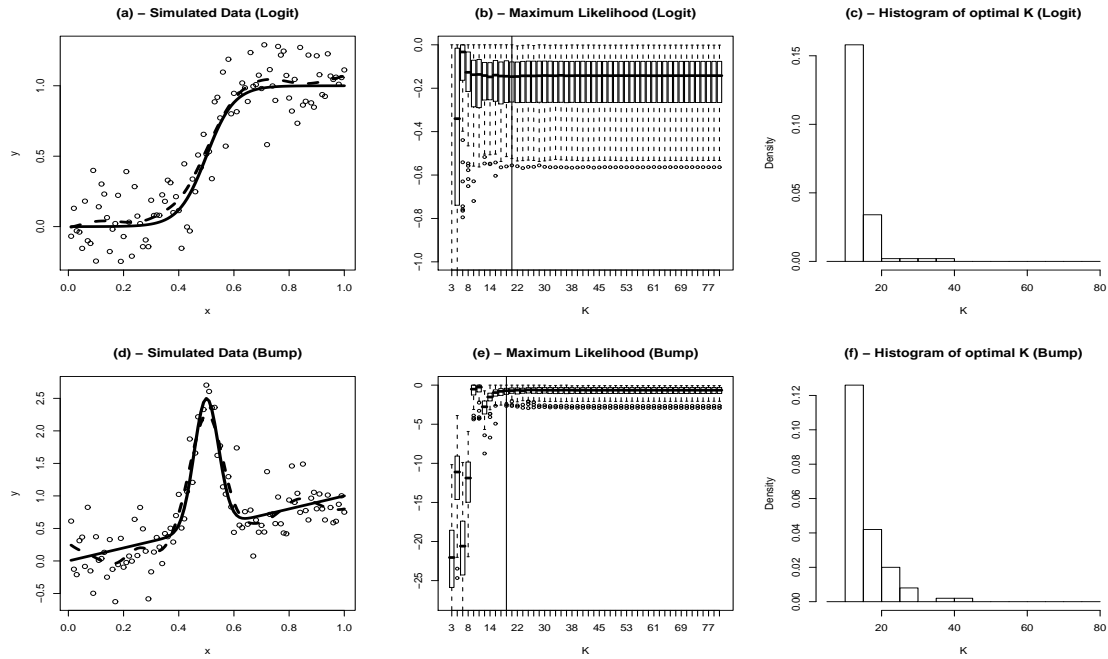 (a) – Simulated Data (Logit)
y
1.0
0.5
0.0
0.0 0.2 0.4 0.6 0.8 1.0
x
(b) – Maximum Likelihood (Logit)
0.0
−0.2
−0.4
−0.6
−0.8
−1.0
3 8 14 22 30 38 45 53 61 69 77
K
(c) – Histogram of optimal K (Logit)
Density
0.15
0.10
0.05
0.00
20 40 60 80
K
(d) – Simulated Data (Bump)
y
2.5
2.0
1.5
1.0
0.5
0.0
−0.5
0.0 0.2 0.4 0.6 0.8 1.0
x
(e) – Maximum Likelihood (Bump)
0
−5
−10
−15
−20
−25
3 8 14 22 30 38 45 53 61 69 77
K
(f) – Histogram of optimal K (Bump)
Density
0.12
0.10
0.08
0.06
0.04
0.02
0.00
20 40 60 80
K